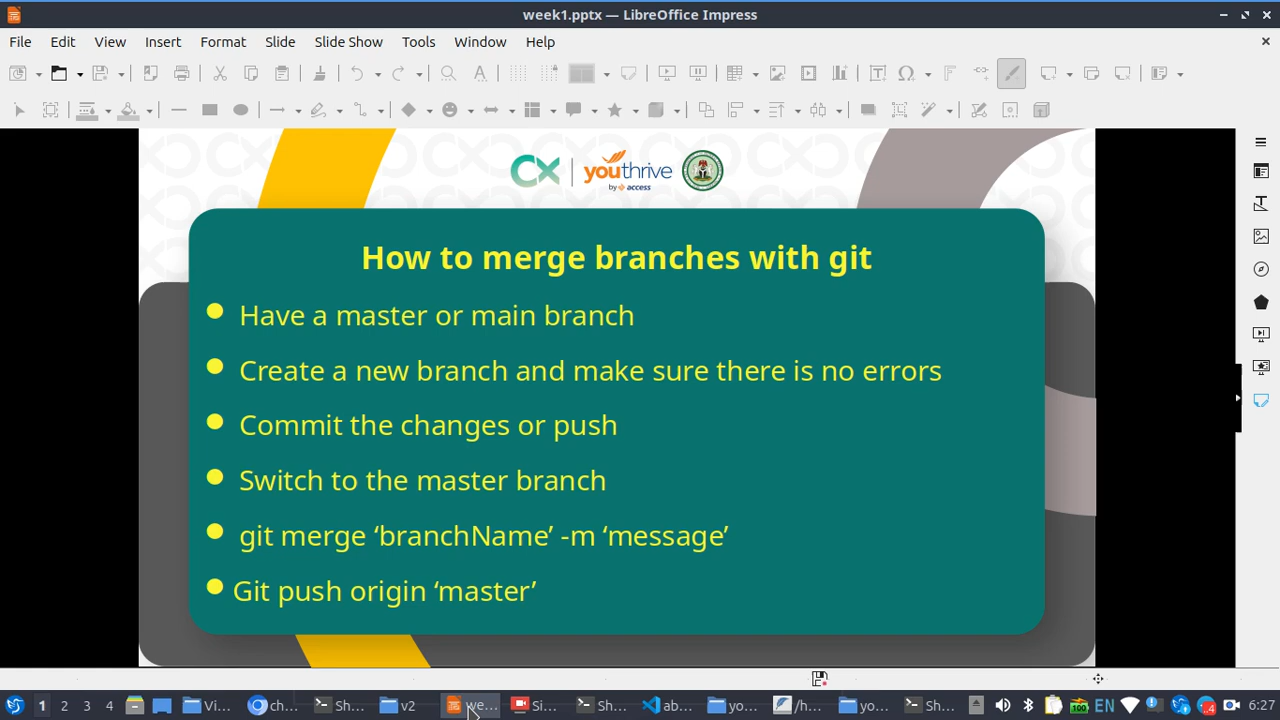 week1.pptx — LibreOffice Impress
File Edit View Insert Format Slide Slide Show Tools Window Help
CX | youthrive
by access
How to merge branches with git
Have a master or main branch
Create a new branch and make sure there is no errors
Commit the changes or push
Switch to the master branch
git merge ‘branchName’ -m ‘message’
Git push origin ‘master’
1 2 3 4 Vi... ch... Sh... v2 we... Si... Sh... ab... yo... /h... yo... Sh... 100 EN 4 6:27